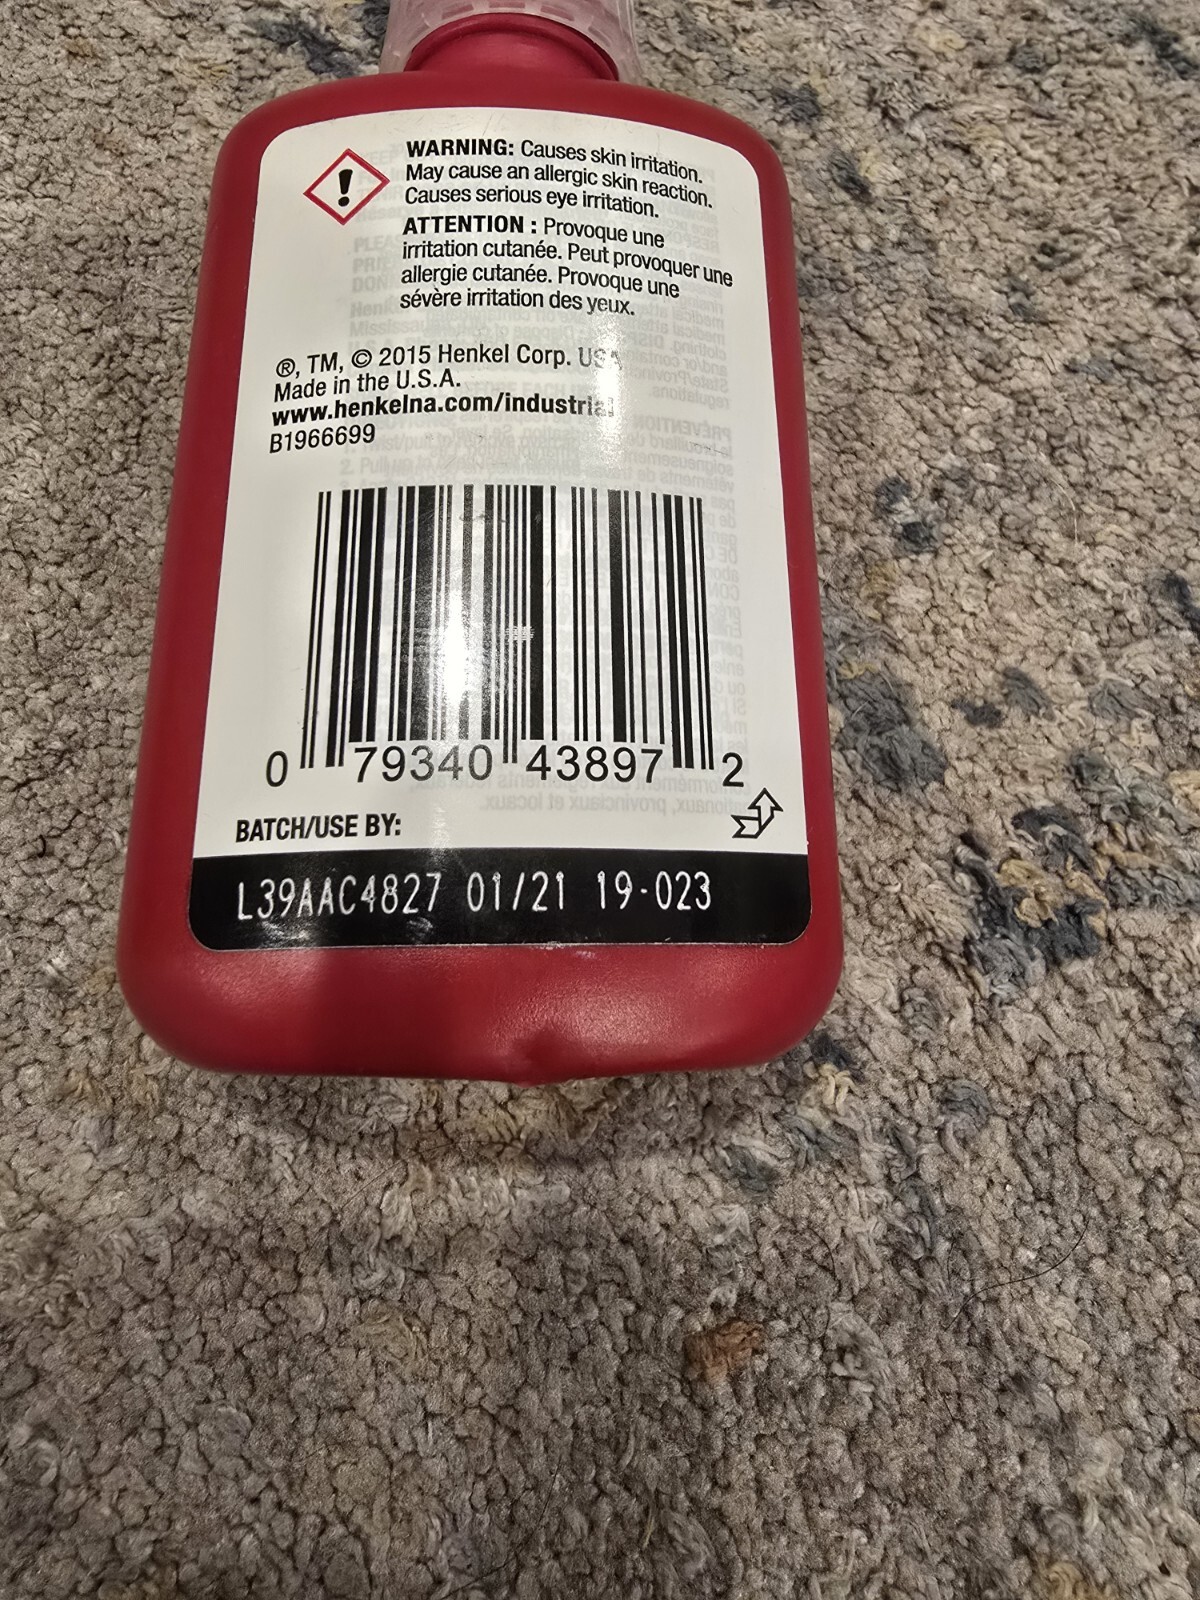 WARNING: Causes skin irritation.
May cause an allergic skin reaction.
Causes serious eye irritation.
ATTENTION : Provoque une
irritation cutanée. Peut provoquer une
allergie cutanée. Provoque une
sévère irritation des yeux.
®, TM, © 2015 Henkel Corp. USA
Made in the U.S.A.
www.henkelna.com/industrial
B1966699
0 79340 43897 2
BATCH/USE BY:
L39AAC4827 01/21 19-023